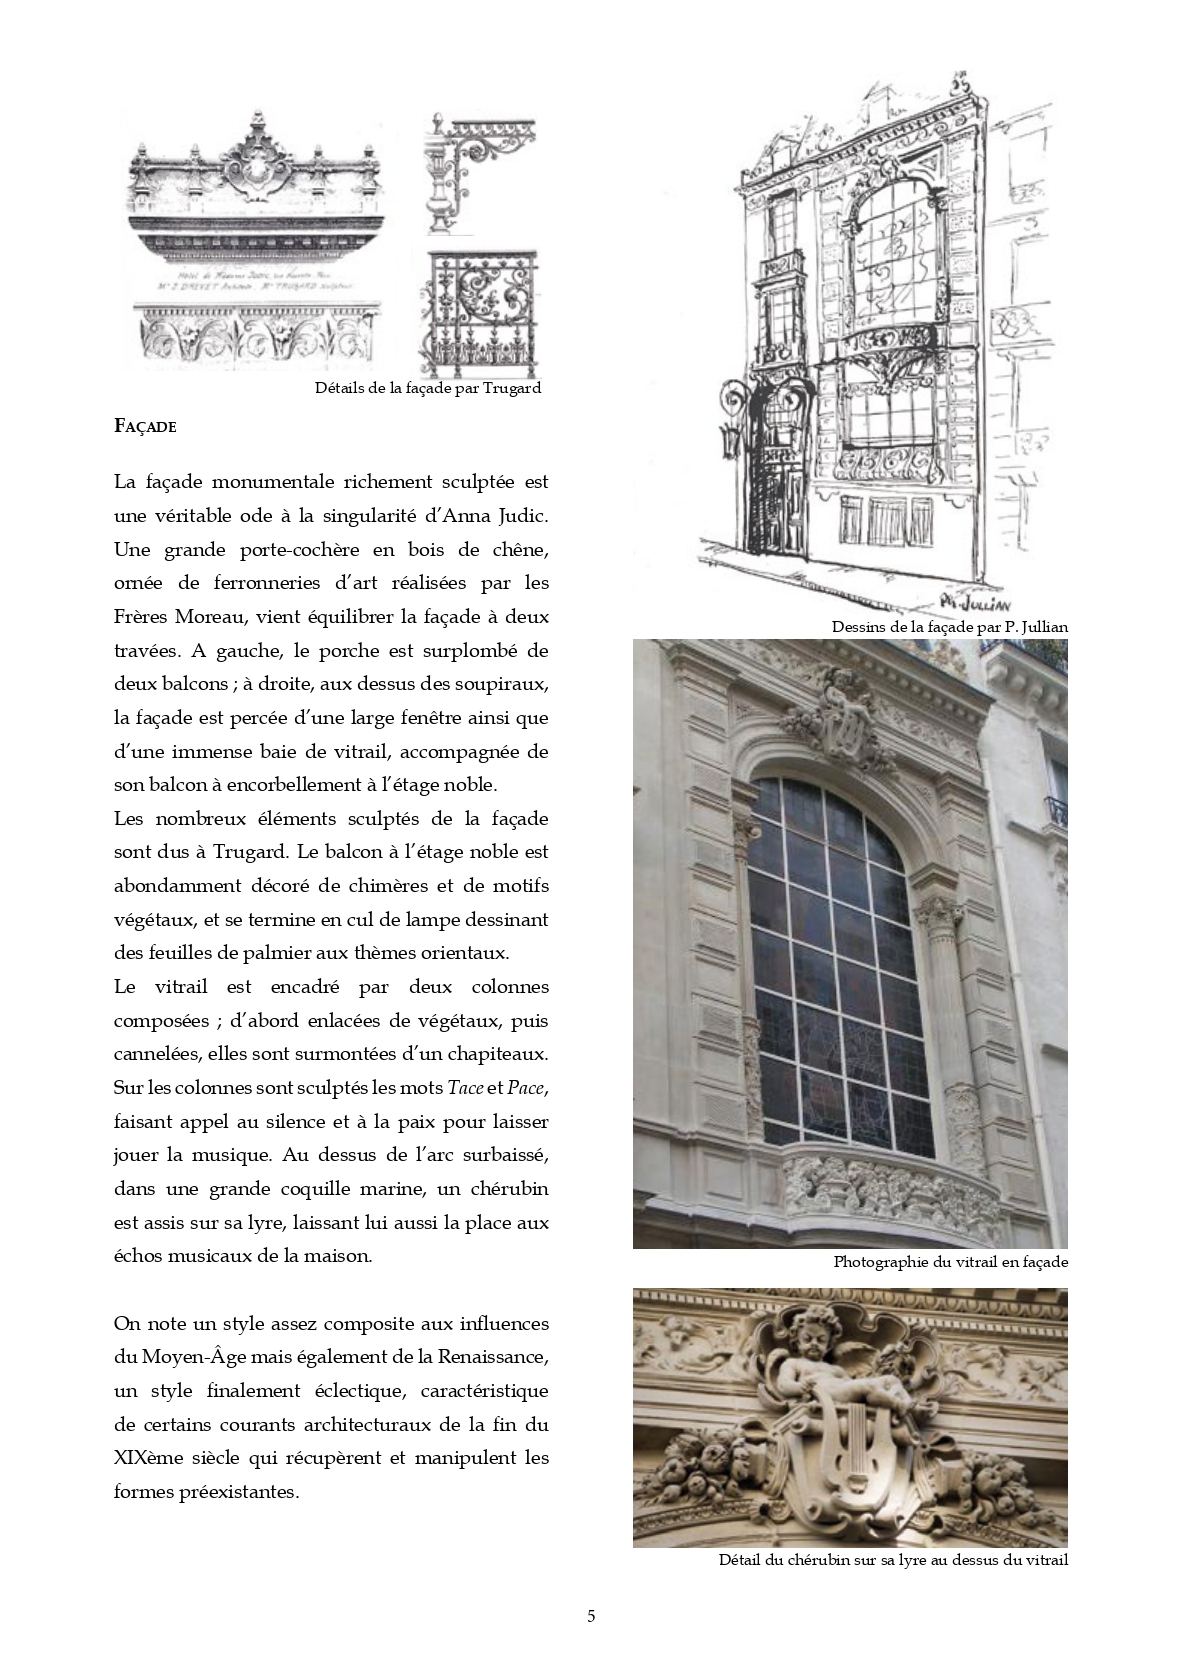 Hôtel de Madame Judic, rue Nouvelle, Paris
Mr J. DREVET Architecte, Mr TRUGARD Sculpteur
Détails de la façade par Trugard
FAÇADE
La façade monumentale richement sculptée est
une véritable ode à la singularité d’Anna Judic.
Une grande porte-cochère en bois de chêne,
ornée de ferronneries d’art réalisées par les
Frères Moreau, vient équilibrer la façade à deux
travées. A gauche, le porche est surplombé de
deux balcons ; à droite, aux dessus des soupiraux,
la façade est percée d’une large fenêtre ainsi que
d’une immense baie de vitrail, accompagnée de
son balcon à encorbellement à l’étage noble.
Les nombreux éléments sculptés de la façade
sont dus à Trugard. Le balcon à l’étage noble est
abondamment décoré de chimères et de motifs
végétaux, et se termine en cul de lampe dessinant
des feuilles de palmier aux thèmes orientaux.
Le vitrail est encadré par deux colonnes
composées ; d’abord enlacées de végétaux, puis
cannelées, elles sont surmontées d’un chapiteaux.
Sur les colonnes sont sculptés les mots Tace et Pace,
faisant appel au silence et à la paix pour laisser
jouer la musique. Au dessus de l’arc surbaissé,
dans une grande coquille marine, un chérubin
est assis sur sa lyre, laissant lui aussi la place aux
échos musicaux de la maison.
On note un style assez composite aux influences
du Moyen-Âge mais également de la Renaissance,
un style finalement éclectique, caractéristique
de certains courants architecturaux de la fin du
XIXème siècle qui récupèrent et manipulent les
formes préexistantes.
PH. JULLIAN
Dessins de la façade par P. Jullian
Photographie du vitrail en façade
Détail du chérubin sur sa lyre au dessus du vitrail
5